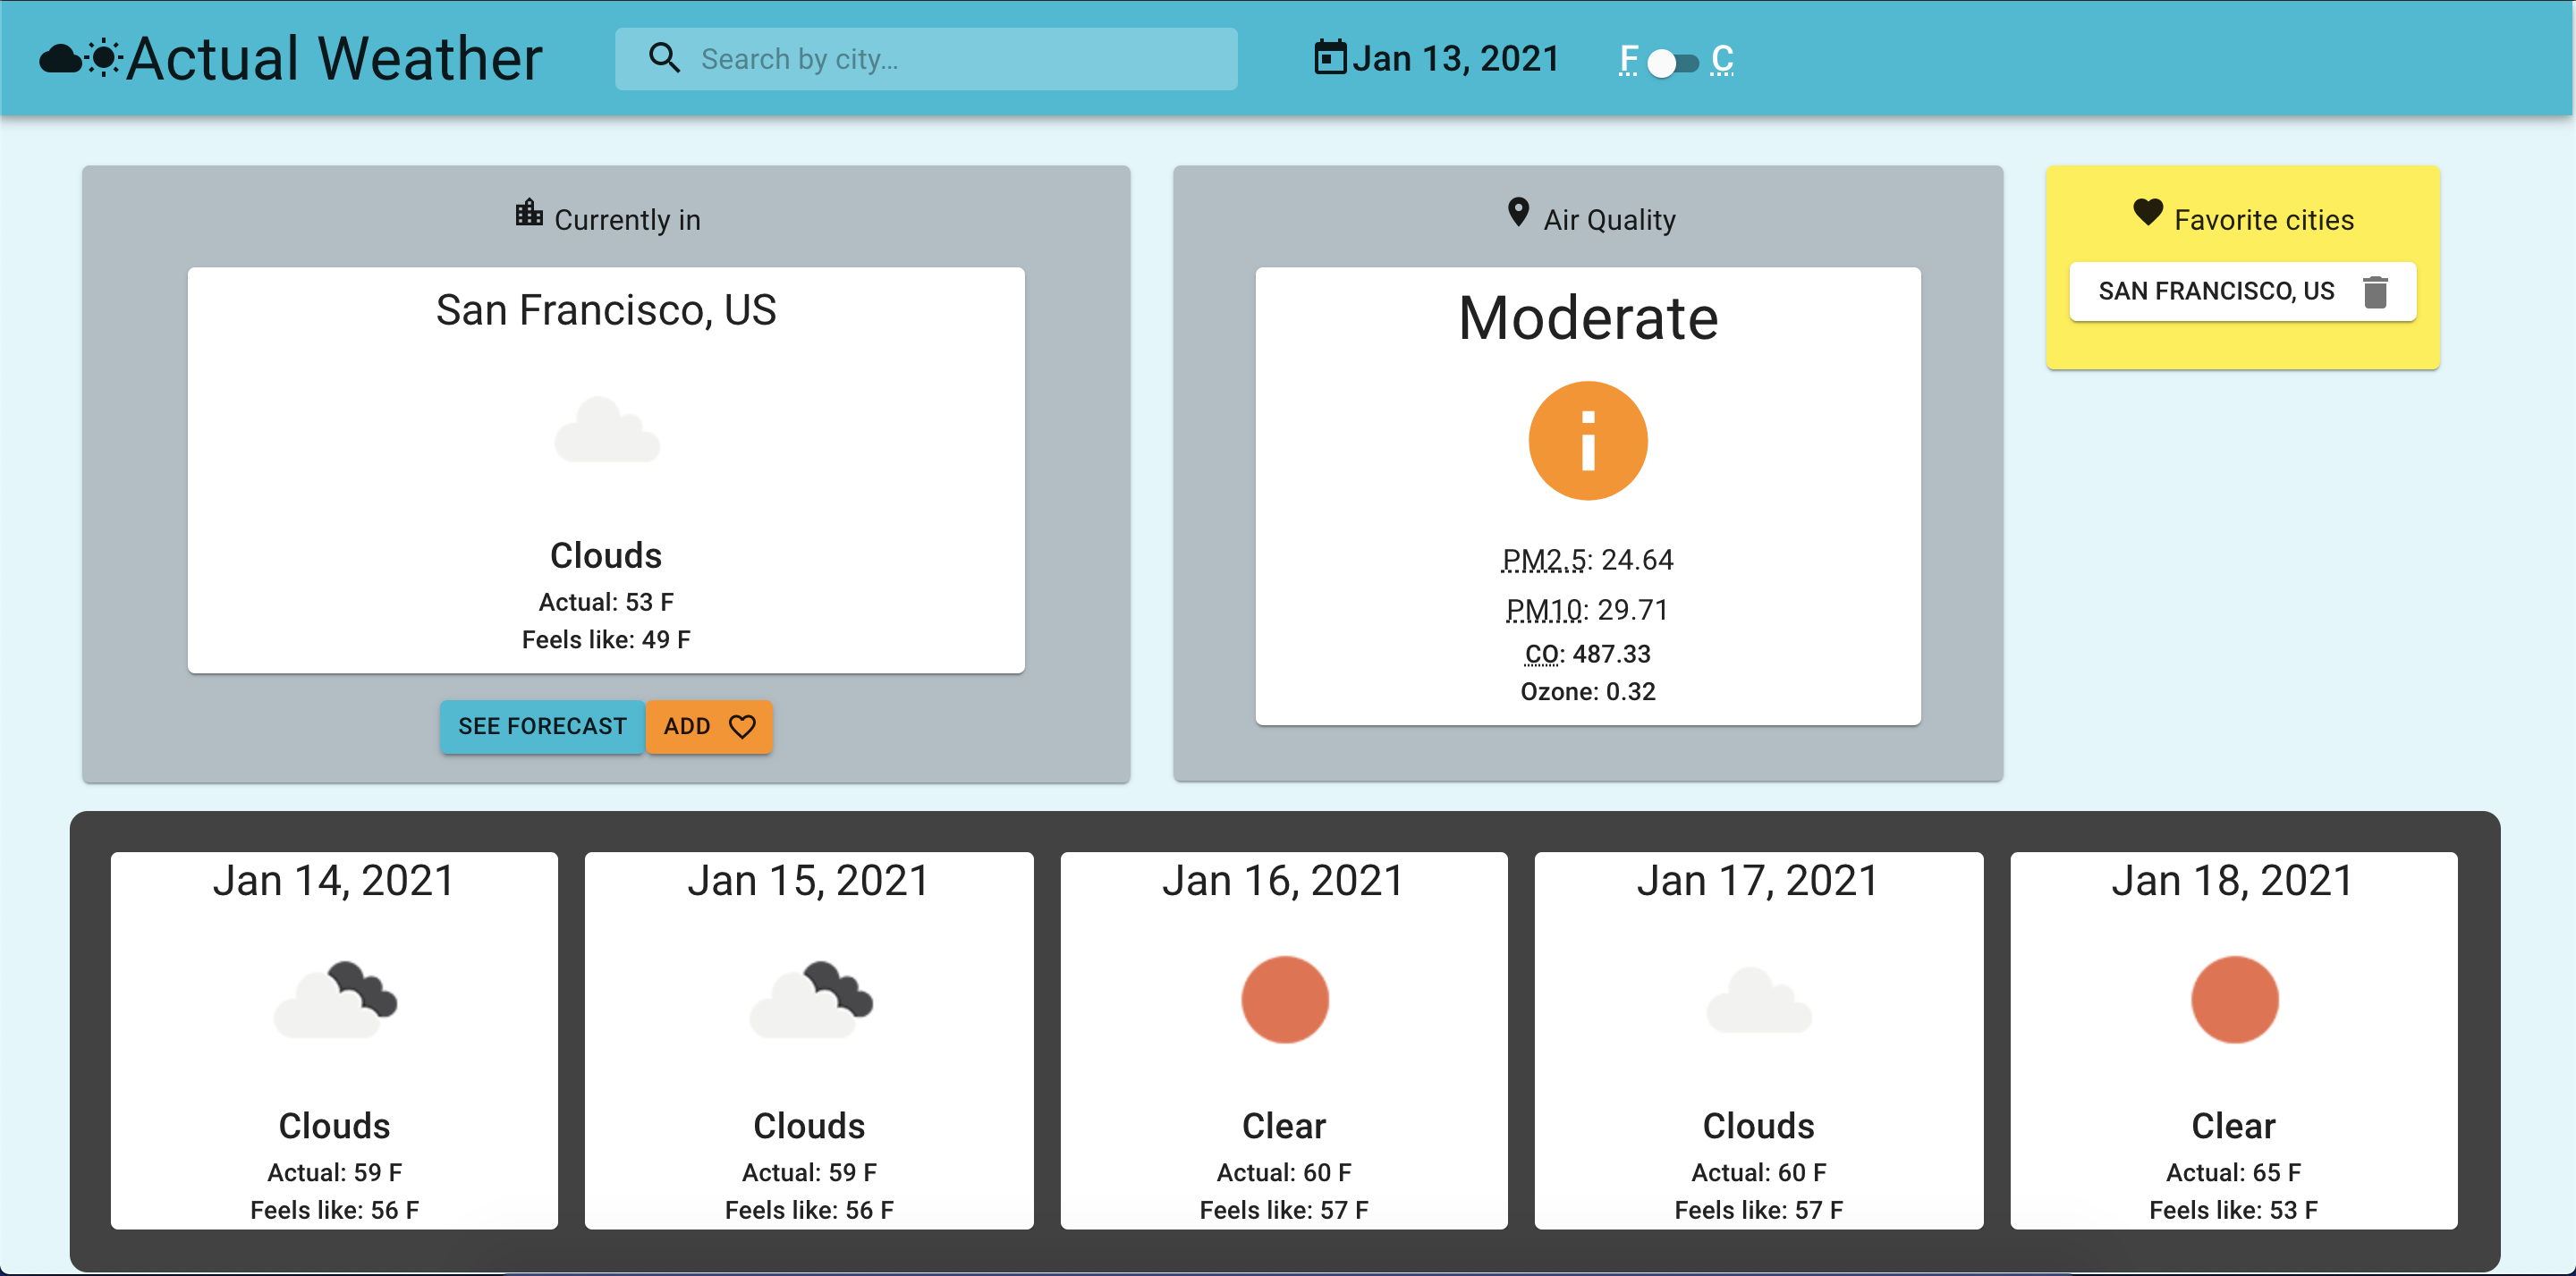 Actual Weather
Search by city...
Jan 13, 2021
F C
Currently in
San Francisco, US
Clouds
Actual: 53 F
Feels like: 49 F
SEE FORECAST
ADD
Air Quality
Moderate
PM2.5: 24.64
PM10: 29.71
CO: 487.33
Ozone: 0.32
Favorite cities
SAN FRANCISCO, US
Jan 14, 2021
Clouds
Actual: 59 F
Feels like: 56 F
Jan 15, 2021
Clouds
Actual: 59 F
Feels like: 56 F
Jan 16, 2021
Clear
Actual: 60 F
Feels like: 57 F
Jan 17, 2021
Clouds
Actual: 60 F
Feels like: 57 F
Jan 18, 2021
Clear
Actual: 65 F
Feels like: 53 F